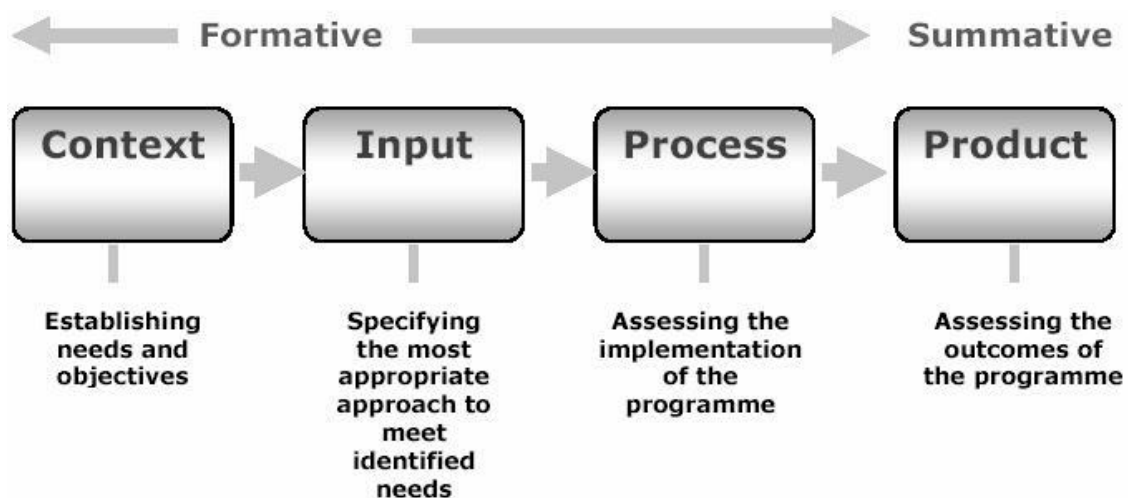 Formative
Summative
Context
Input
Process
Product
Establishing
needs and
objectives
Specifying
the most
appropriate
approach to
meet
identified
needs
Assessing the
implementation
of the
programme
Assessing the
outcomes of
the programme